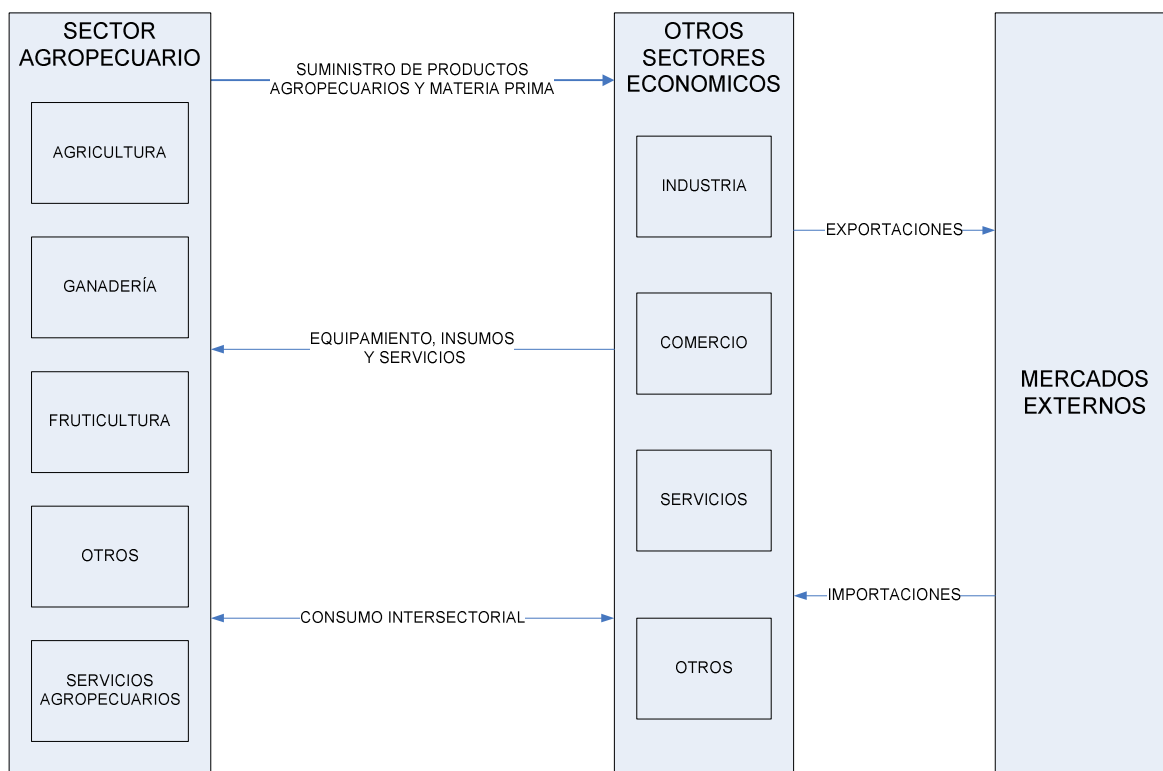 SECTOR
AGROPECUARIO
AGRICULTURA
GANADERÍA
FRUTICULTURA
OTROS
SERVICIOS
AGROPECUARIOS
SUMINISTRO DE PRODUCTOS
AGROPECUARIOS Y MATERIA PRIMA
EQUIPAMIENTO, INSUMOS
Y SERVICIOS
CONSUMO INTERSECTORIAL
OTROS
SECTORES
ECONOMICOS
INDUSTRIA
COMERCIO
SERVICIOS
OTROS
EXPORTACIONES
IMPORTACIONES
MERCADOS
EXTERNOS